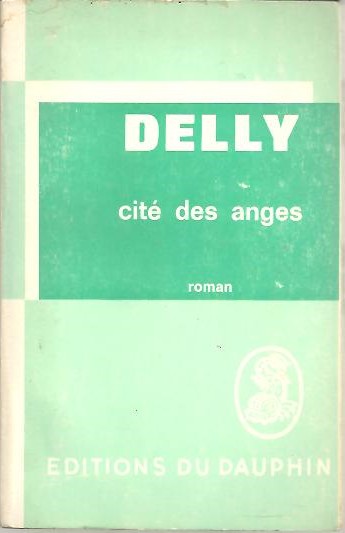 DELLY
cité des anges
roman
EDITIONS DU DAUPHIN